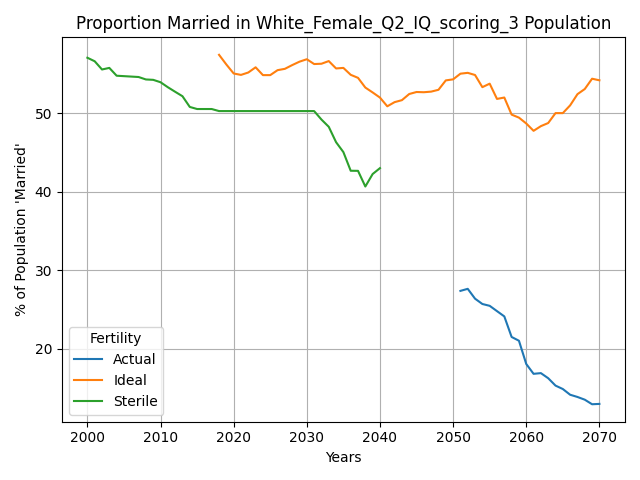 Proportion Married in White_Female_Q2_IQ_scoring_3 Population
% of Population 'Married'
50
40
30
20
Fertility
Actual
Ideal
Sterile
2000 2010 2020 2030 2040 2050 2060 2070
Years